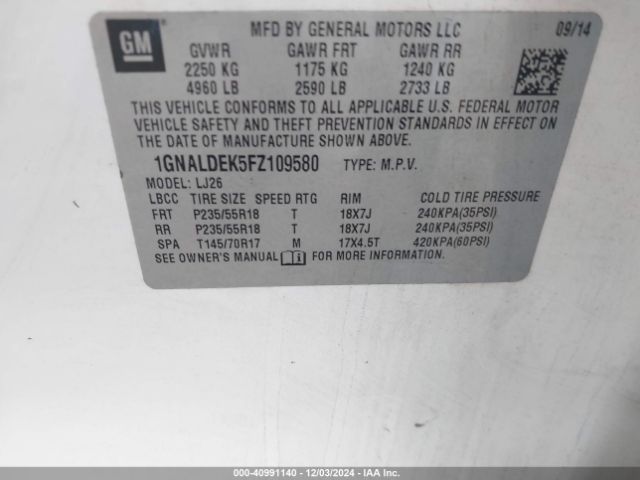 GM
MFD BY GENERAL MOTORS LLC 09/14
GVWR GAWR FRT GAWR RR
2250 KG 1175 KG 1240 KG
4960 LB 2590 LB 2733 LB
THIS VEHICLE CONFORMS TO ALL APPLICABLE U.S. FEDERAL MOTOR
VEHICLE SAFETY AND THEFT PREVENTION STANDARDS IN EFFECT ON
THE DATE OF MANUFACTURE SHOWN ABOVE.
1GNALDEK5FZ109580 TYPE: M.P.V.
MODEL: LJ26
LBCC TIRE SIZE SPEED RTG RIM COLD TIRE PRESSURE
FRT P235/55R18 T 18X7J 240KPA(35PSI)
RR P235/55R18 T 18X7J 240KPA(35PSI)
SPA T145/70R17 M 17X4.5T 420KPA(60PSI)
SEE OWNER'S MANUAL FOR MORE INFORMATION.
COPART - 40991140 - 12/03/2024 - IAA Inc.